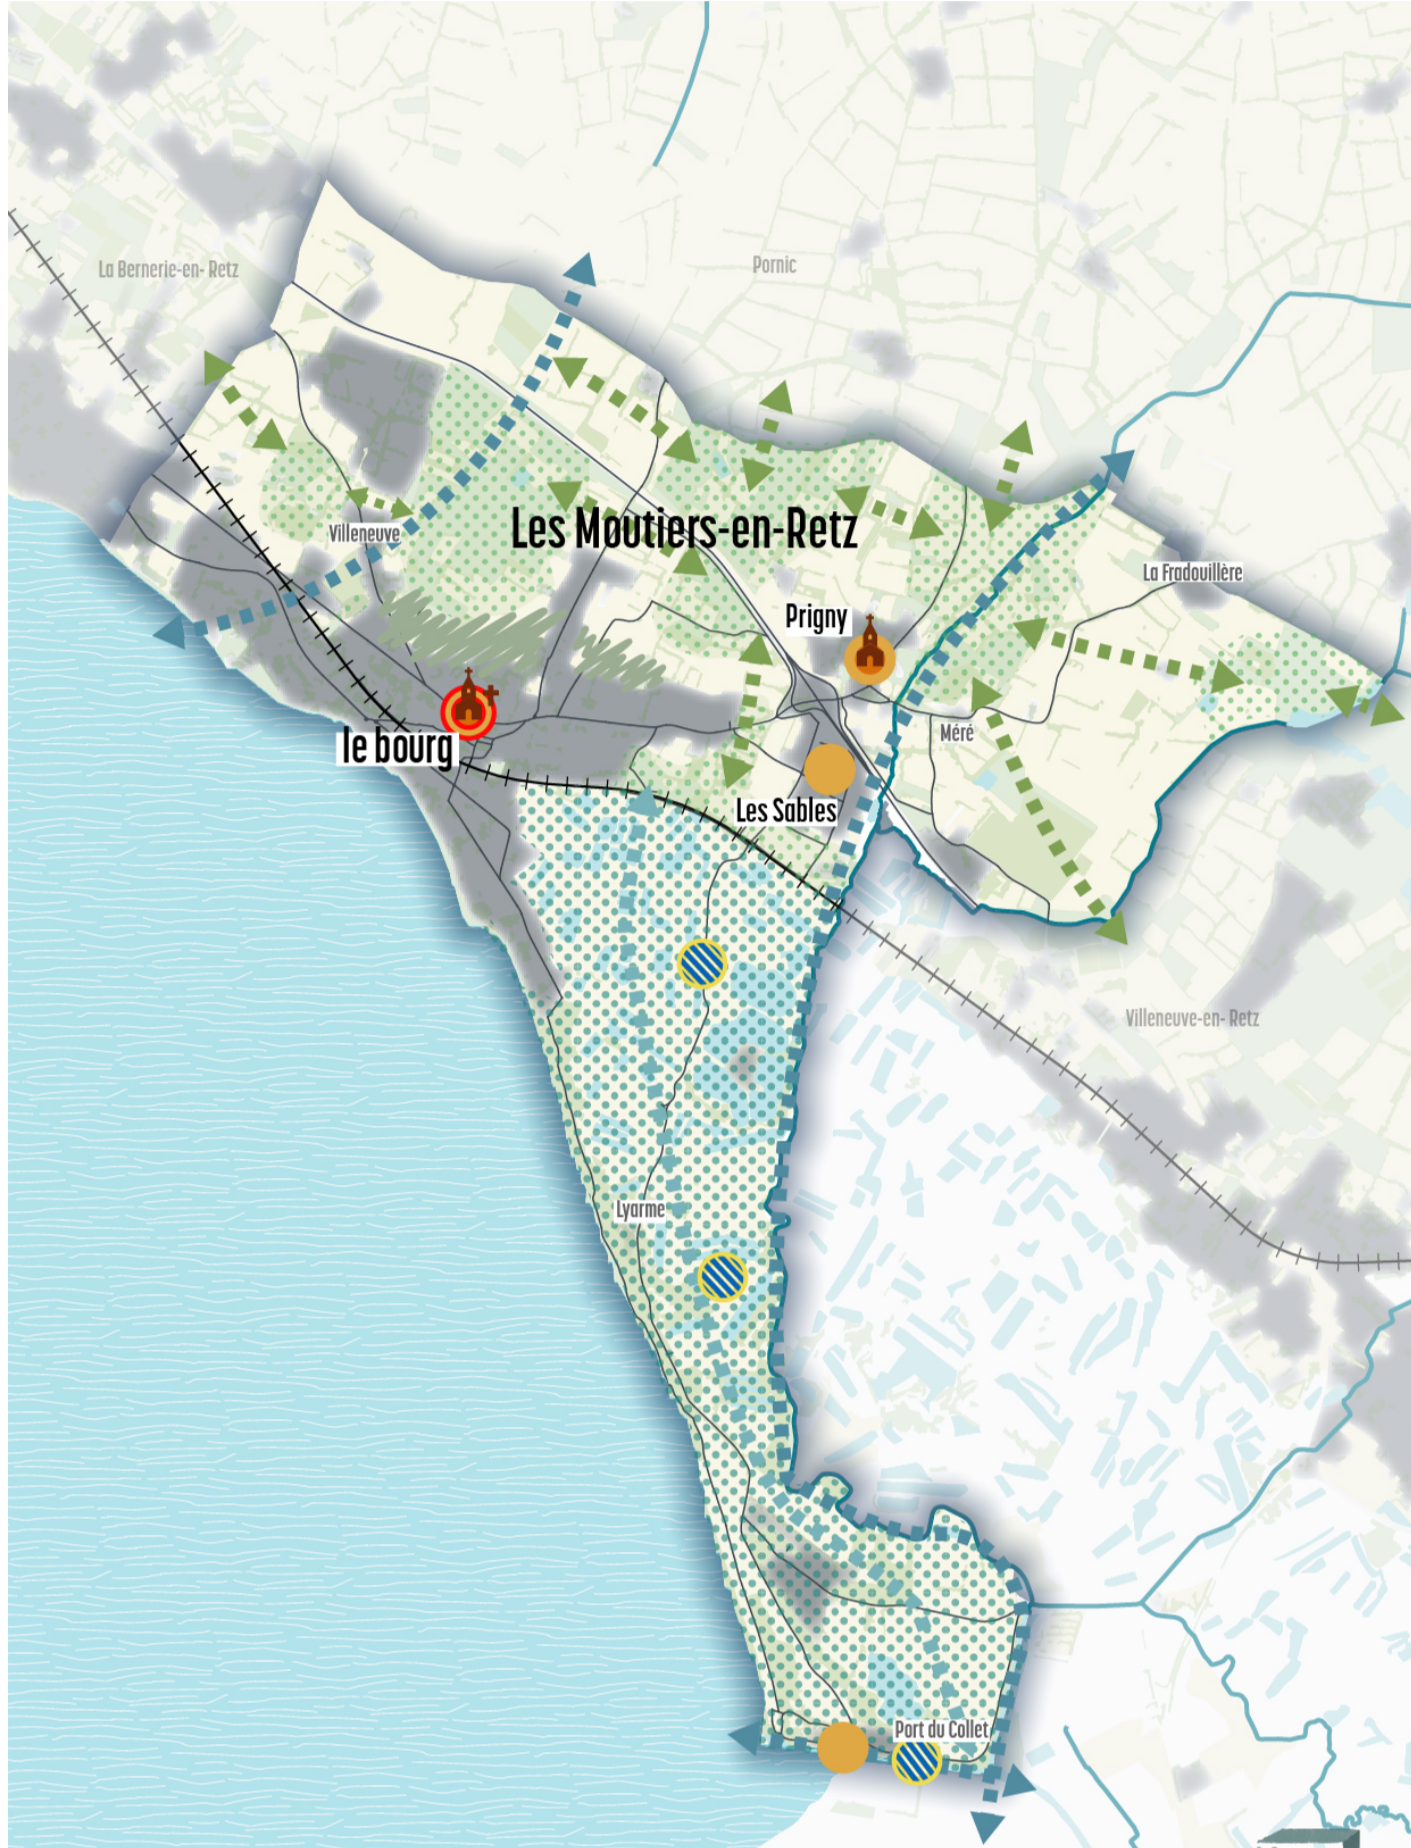 La Bernerie-en- Retz
Pornic
Les Moutiers-en-Retz
Villeneuve
La Fradouillère
Prigny
le bourg
Méré
Les Sables
Villeneuve-en- Retz
Lyarme
Port du Collet